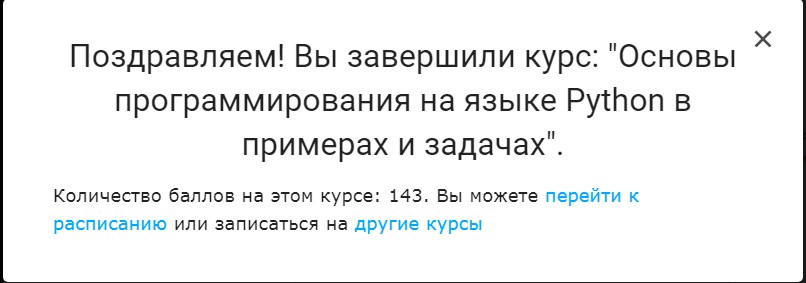 Поздравляем! Вы завершили курс: "Основы
программирования на языке Python в
примерах и задачах".
Количество баллов на этом курсе: 143. Вы можете перейти к
расписанию или записаться на другие курсы